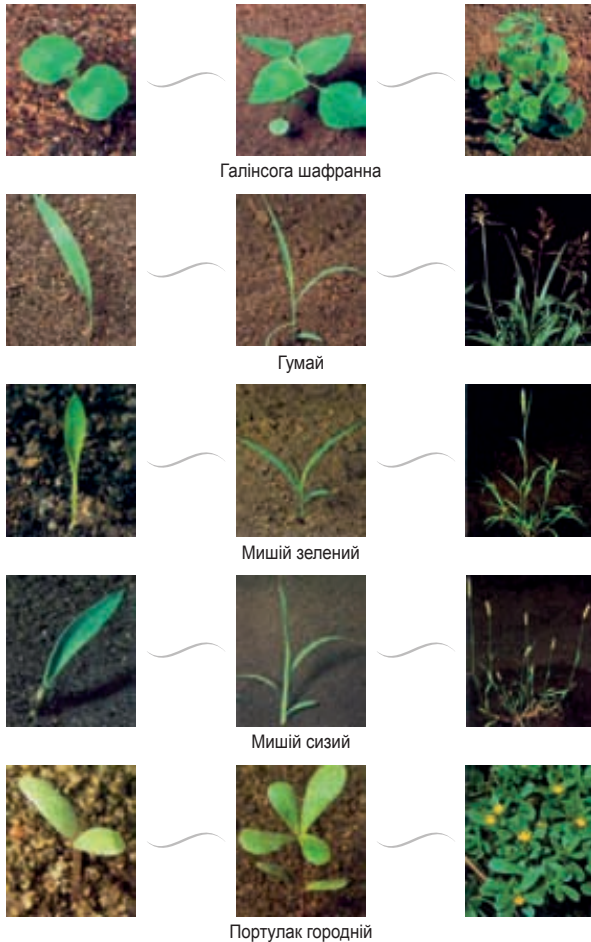 Галінсога шафранна
Гумай
Мишій зелений
Мишій сизий
Портулак городній